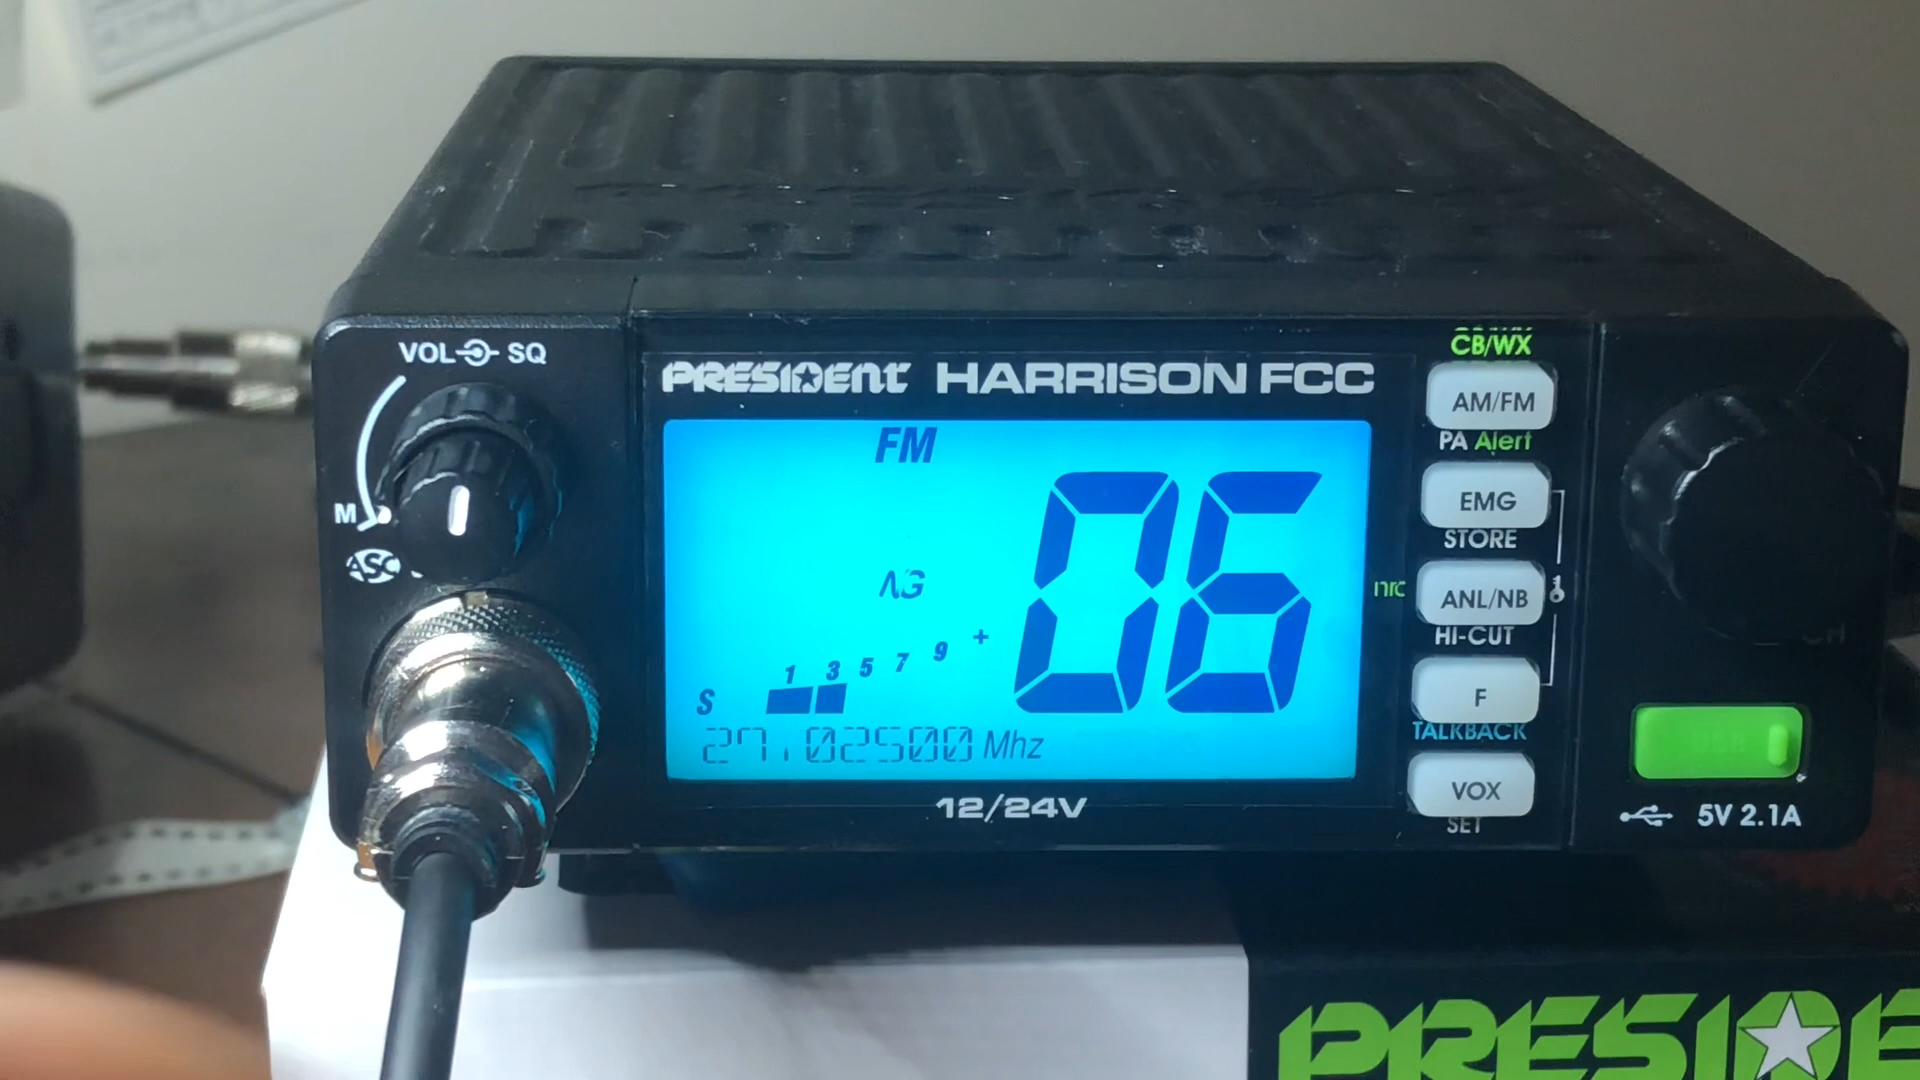 VOL SQ
M
ASC
PRESIDENT HARRISON FCC
FM
06
1 3 5 7 9 +
S
27.02500 Mhz
12/24V
CB/WX
AM/FM
PA Alert
EMG
STORE
ANL/NB
HI-CUT
F
TALKBACK
VOX
SET
5V 2.1A
PRESIDE